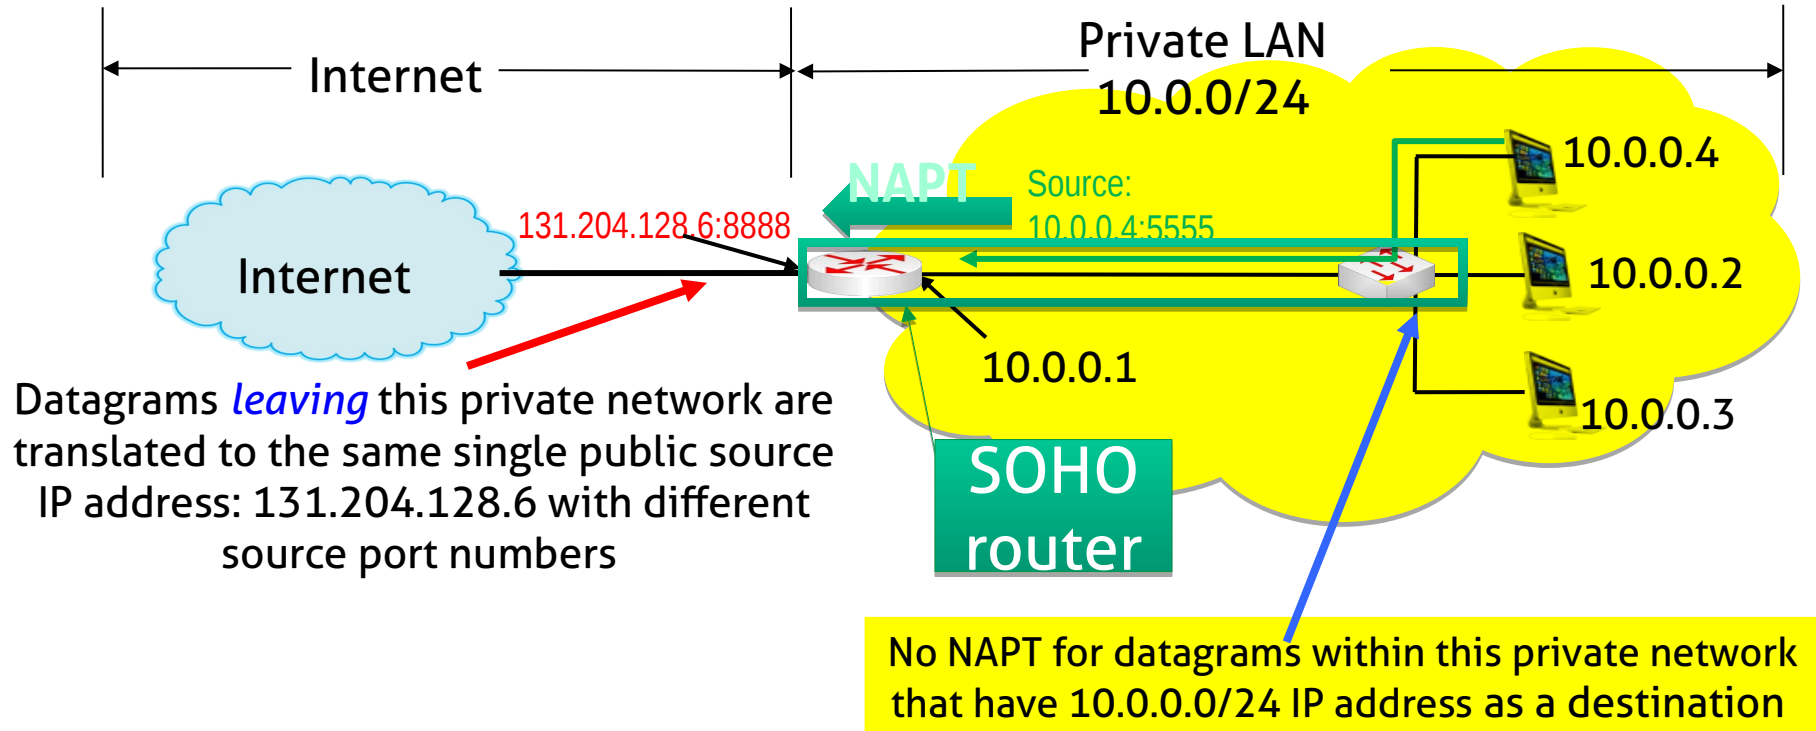 Internet
Private LAN
10.0.0/24
10.0.0.4
NAPT
Source:
10.0.0.4:5555
131.204.128.6:8888
Internet
10.0.0.2
10.0.0.1
10.0.0.3
Datagrams leaving this private network are
translated to the same single public source
IP address: 131.204.128.6 with different
source port numbers
SOHO
router
No NAPT for datagrams within this private network
that have 10.0.0.0/24 IP address as a destination